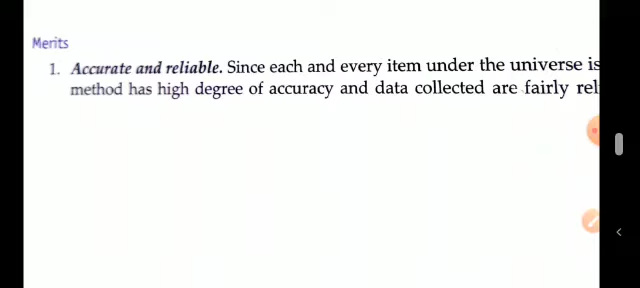 Merits
1. Accurate and reliable. Since each and every item under the universe is
method has high degree of accuracy and data collected are fairly rel